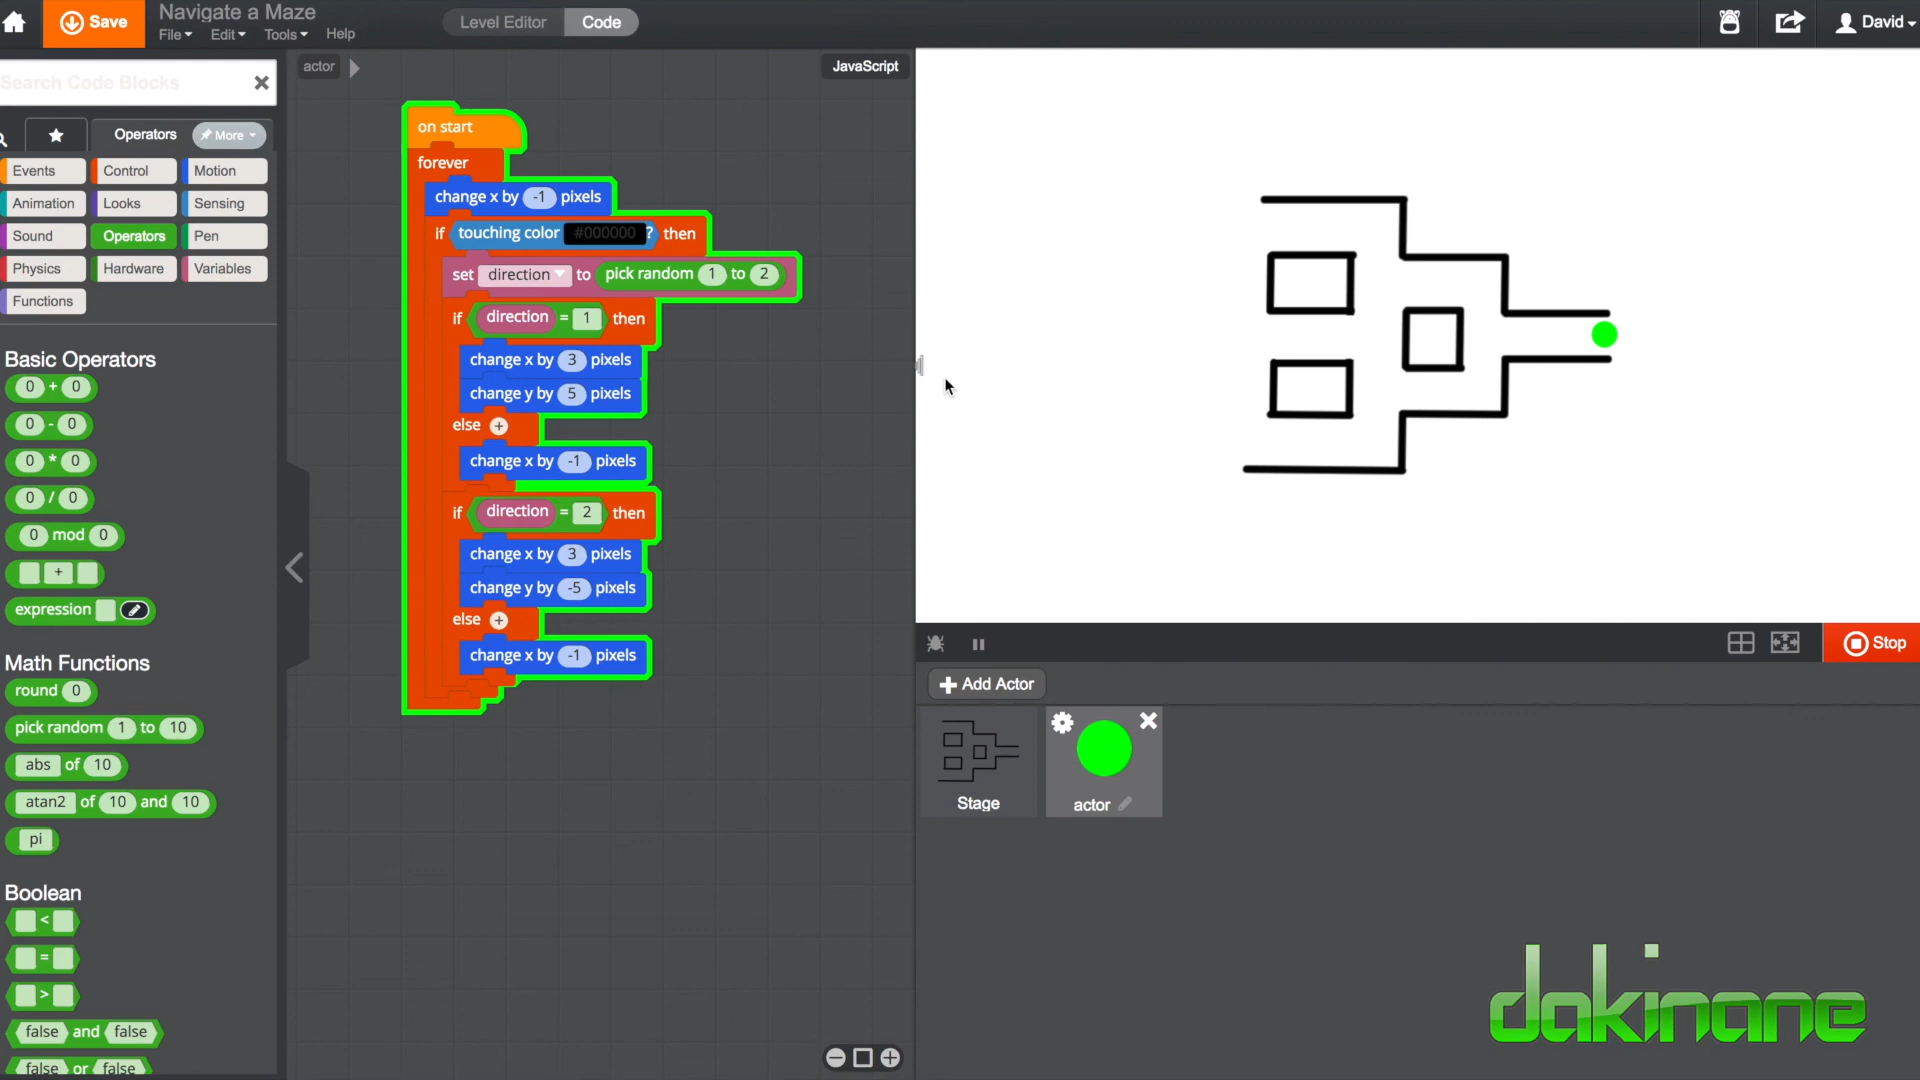 Save
Navigate a Maze
File Edit Tools Help
Level Editor Code
David
Search Code Blocks
Operators More
Events Control Motion
Animation Looks Sensing
Sound Operators Pen
Physics Hardware Variables
Functions
Basic Operators
0 + 0
0 - 0
0 * 0
0 / 0
0 mod 0
+
expression
Math Functions
round 0
pick random 1 to 10
abs of 10
atan2 of 10 and 10
pi
Boolean
<
=
>
false and false
false or false
actor
JavaScript
on start
forever
change x by -1 pixels
if touching color #000000 ? then
set direction to pick random 1 to 2
if direction = 1 then
change x by 3 pixels
change y by 5 pixels
else +
change x by -1 pixels
if direction = 2 then
change x by 3 pixels
change y by -5 pixels
else +
change x by -1 pixels
Stop
Add Actor
Stage
actor
dakinane